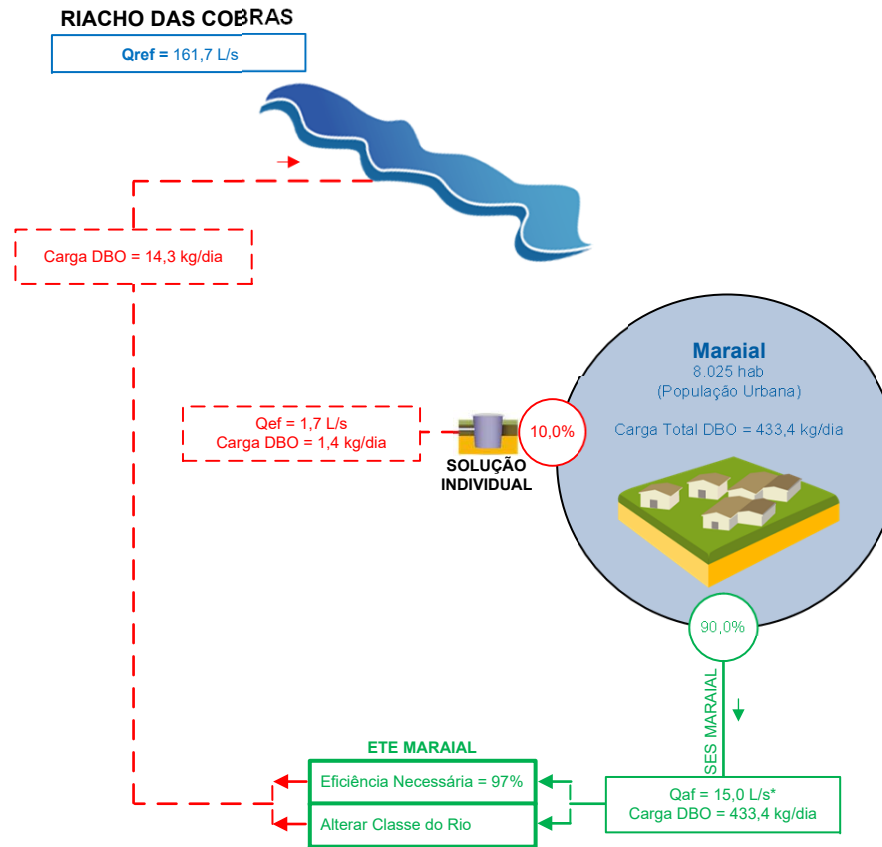 RIACHO DAS COBRAS
Qref = 161,7 L/s
Carga DBO = 14,3 kg/dia
Maraial
8.025 hab
(População Urbana)
Carga Total DBO = 433,4 kg/dia
Qef = 1,7 L/s
Carga DBO = 1,4 kg/dia
10,0%
SOLUÇÃO
INDIVIDUAL
90,0%
SES MARAIAL
ETE MARAIAL
Eficiência Necessária = 97%
Alterar Classe do Rio
Qaf = 15,0 L/s*
Carga DBO = 433,4 kg/dia